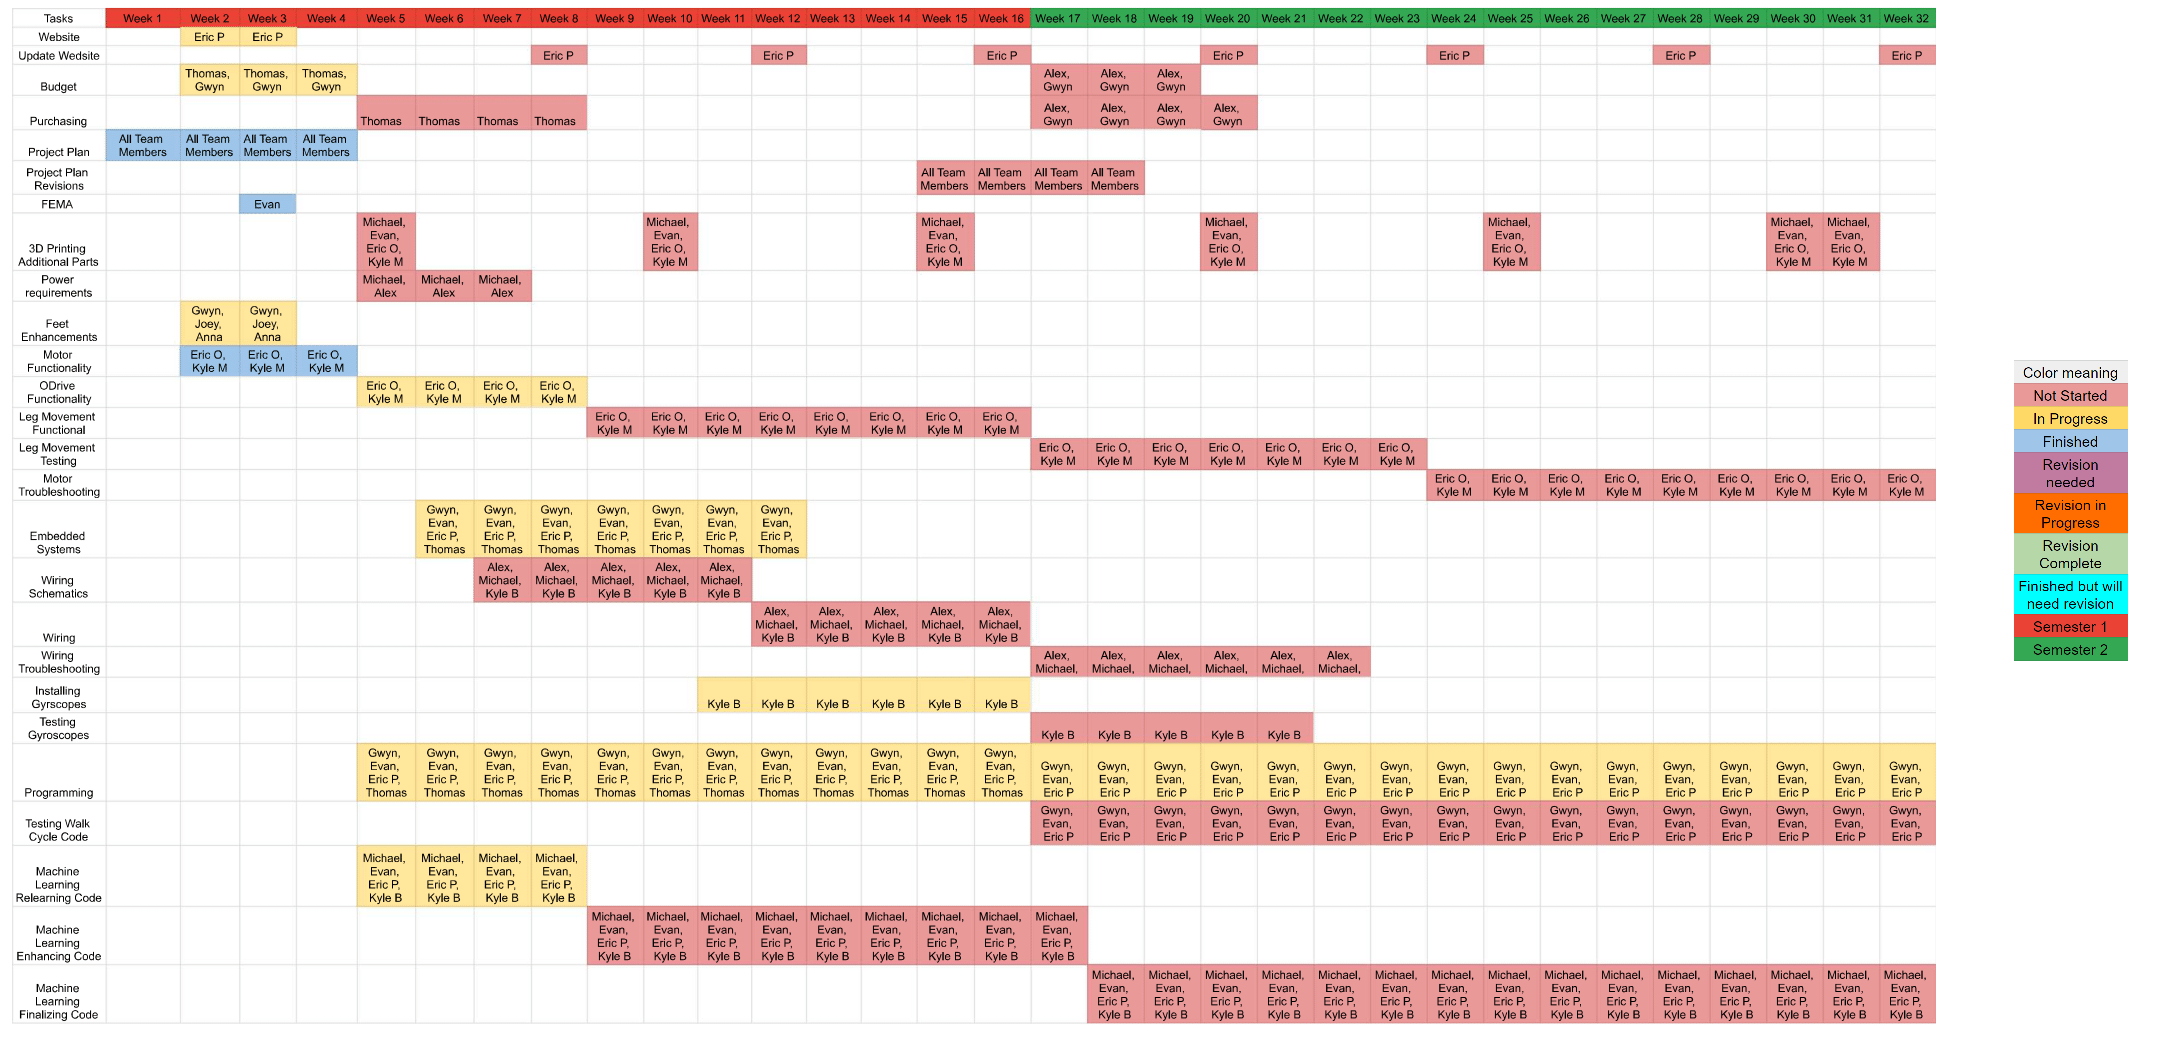 Tasks Week 1 Week 2 Week 3 Week 4 Week 5 Week 6 Week 7 Week 8 Week 9 Week 10 Week 11 Week 12 Week 13 Week 14 Week 15 Week 16 Week 17 Week 18 Week 19 Week 20 Week 21 Week 22 Week 23 Week 24 Week 25 Week 26 Week 27 Week 28 Week 29 Week 30 Week 31 Week 32
Website Eric P Eric P
Update Wedsite Eric P Eric P Eric P Eric P Eric P Eric P Eric P
Thomas, Thomas, Thomas, Alex, Alex, Alex,
Budget Gwyn Gwyn Gwyn Gwyn Gwyn Gwyn
Alex, Alex, Alex, Alex,
Purchasing Thomas Thomas Thomas Thomas Gwyn Gwyn Gwyn Gwyn
All Team All Team All Team All Team
Project Plan Members Members Members Members
Project Plan All Team All Team All Team All Team
Revisions Members Members Members Members
FEMA Evan
Michael, Michael, Michael, Michael, Michael, Michael, Michael,
Evan, Evan, Evan, Evan, Evan, Evan, Evan,
3D Printing Eric O, Eric O, Eric O, Eric O, Eric O, Eric O, Eric O,
Additional Parts Kyle M Kyle M Kyle M Kyle M Kyle M Kyle M Kyle M
Power Michael, Michael, Michael,
requirements Alex Alex Alex
Gwyn, Gwyn,
Feet Joey, Joey,
Enhancements Anna Anna
Motor Eric O, Eric O, Eric O,
Functionality Kyle M Kyle M Kyle M
ODrive Eric O, Eric O, Eric O, Eric O,
Functionality Kyle M Kyle M Kyle M Kyle M
Leg Movement Eric O, Eric O, Eric O, Eric O, Eric O, Eric O, Eric O, Eric O,
Functional Kyle M Kyle M Kyle M Kyle M Kyle M Kyle M Kyle M Kyle M
Leg Movement Eric O, Eric O, Eric O, Eric O, Eric O, Eric O, Eric O,
Testing Kyle M Kyle M Kyle M Kyle M Kyle M Kyle M Kyle M
Motor Eric O, Eric O, Eric O, Eric O, Eric O, Eric O, Eric O, Eric O, Eric O,
Troubleshooting Kyle M Kyle M Kyle M Kyle M Kyle M Kyle M Kyle M Kyle M Kyle M
Gwyn, Gwyn, Gwyn, Gwyn, Gwyn, Gwyn, Gwyn,
Evan, Evan, Evan, Evan, Evan, Evan, Evan,
Embedded Eric P, Eric P, Eric P, Eric P, Eric P, Eric P, Eric P,
Systems Thomas Thomas Thomas Thomas Thomas Thomas Thomas
Alex, Alex, Alex, Alex, Alex,
Wiring Michael, Michael, Michael, Michael, Michael,
Schematics Kyle B Kyle B Kyle B Kyle B Kyle B
Alex, Alex, Alex, Alex, Alex,
Michael, Michael, Michael, Michael, Michael,
Wiring Kyle B Kyle B Kyle B Kyle B Kyle B
Wiring Alex, Alex, Alex, Alex, Alex, Alex,
Troubleshooting Michael, Michael, Michael, Michael, Michael, Michael,
Installing
Gyrscopes Kyle B Kyle B Kyle B Kyle B Kyle B Kyle B
Testing
Gyroscopes Kyle B Kyle B Kyle B Kyle B Kyle B
Gwyn, Gwyn, Gwyn, Gwyn, Gwyn, Gwyn, Gwyn, Gwyn, Gwyn, Gwyn, Gwyn, Gwyn,
Evan, Evan, Evan, Evan, Evan, Evan, Evan, Evan, Evan, Evan, Evan, Evan, Gwyn, Gwyn, Gwyn, Gwyn, Gwyn, Gwyn, Gwyn, Gwyn, Gwyn, Gwyn, Gwyn, Gwyn, Gwyn, Gwyn, Gwyn, Gwyn,
Eric P, Eric P, Eric P, Eric P, Eric P, Eric P, Eric P, Eric P, Eric P, Eric P, Eric P, Eric P, Evan, Evan, Evan, Evan, Evan, Evan, Evan, Evan, Evan, Evan, Evan, Evan, Evan, Evan, Evan, Evan,
Programming Thomas Thomas Thomas Thomas Thomas Thomas Thomas Thomas Thomas Thomas Thomas Thomas Eric P Eric P Eric P Eric P Eric P Eric P Eric P Eric P Eric P Eric P Eric P Eric P Eric P Eric P Eric P Eric P
Gwyn, Gwyn, Gwyn, Gwyn, Gwyn, Gwyn, Gwyn, Gwyn, Gwyn, Gwyn, Gwyn, Gwyn, Gwyn, Gwyn, Gwyn, Gwyn,
Testing Walk Evan, Evan, Evan, Evan, Evan, Evan, Evan, Evan, Evan, Evan, Evan, Evan, Evan, Evan, Evan, Evan,
Cycle Code Eric P Eric P Eric P Eric P Eric P Eric P Eric P Eric P Eric P Eric P Eric P Eric P Eric P Eric P Eric P Eric P
Michael, Michael, Michael, Michael,
Machine Evan, Evan, Evan, Evan,
Learning Eric P, Eric P, Eric P, Eric P,
Relearning Code Kyle B Kyle B Kyle B Kyle B
Michael, Michael, Michael, Michael, Michael, Michael, Michael, Michael, Michael,
Machine Evan, Evan, Evan, Evan, Evan, Evan, Evan, Evan, Evan,
Learning Eric P, Eric P, Eric P, Eric P, Eric P, Eric P, Eric P, Eric P, Eric P,
Enhancing Code Kyle B Kyle B Kyle B Kyle B Kyle B Kyle B Kyle B Kyle B Kyle B
Michael, Michael, Michael, Michael, Michael, Michael, Michael, Michael, Michael, Michael, Michael, Michael, Michael, Michael, Michael,
Machine Evan, Evan, Evan, Evan, Evan, Evan, Evan, Evan, Evan, Evan, Evan, Evan, Evan, Evan, Evan,
Learning Eric P, Eric P, Eric P, Eric P, Eric P, Eric P, Eric P, Eric P, Eric P, Eric P, Eric P, Eric P, Eric P, Eric P, Eric P,
Finalizing Code Kyle B Kyle B Kyle B Kyle B Kyle B Kyle B Kyle B Kyle B Kyle B Kyle B Kyle B Kyle B Kyle B Kyle B Kyle B
Color meaning
Not Started
In Progress
Finished
Revision
needed
Revision in
Progress
Revision
Complete
Finished but will
need revision
Semester 1
Semester 2